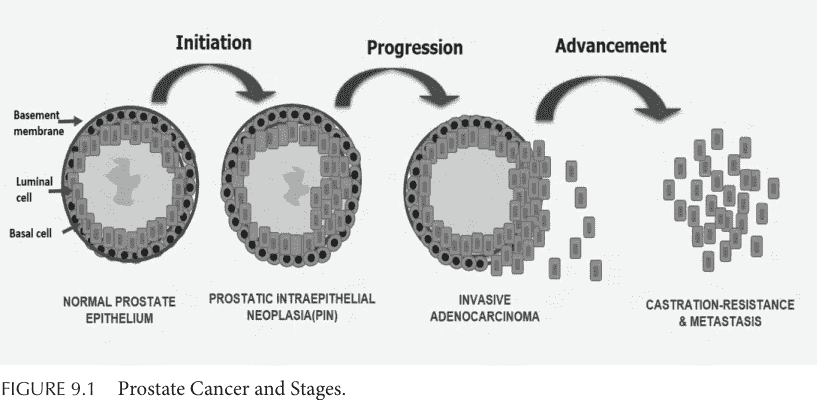 Initiation
Progression
Advancement
Basement
membrane
Luminal
cell
Basal cell
NORMAL PROSTATE
EPITHELIUM
PROSTATIC INTRAEPITHELIAL
NEOPLASIA(PIN)
INVASIVE
ADENOCARCINOMA
CASTRATION-RESISTANCE
& METASTASIS
FIGURE 9.1 Prostate Cancer and Stages.